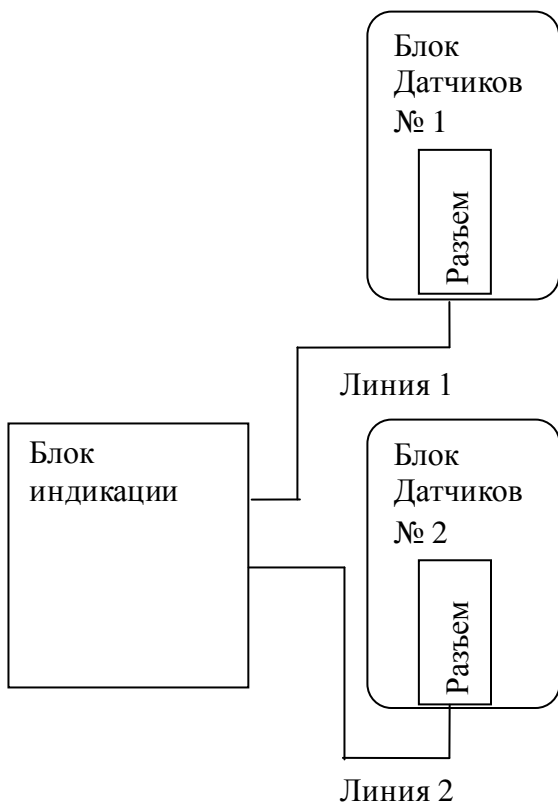 Блок
Датчиков
№ 1
Разъем
Линия 1
Блок
индикации
Блок
Датчиков
№ 2
Разъем
Линия 2